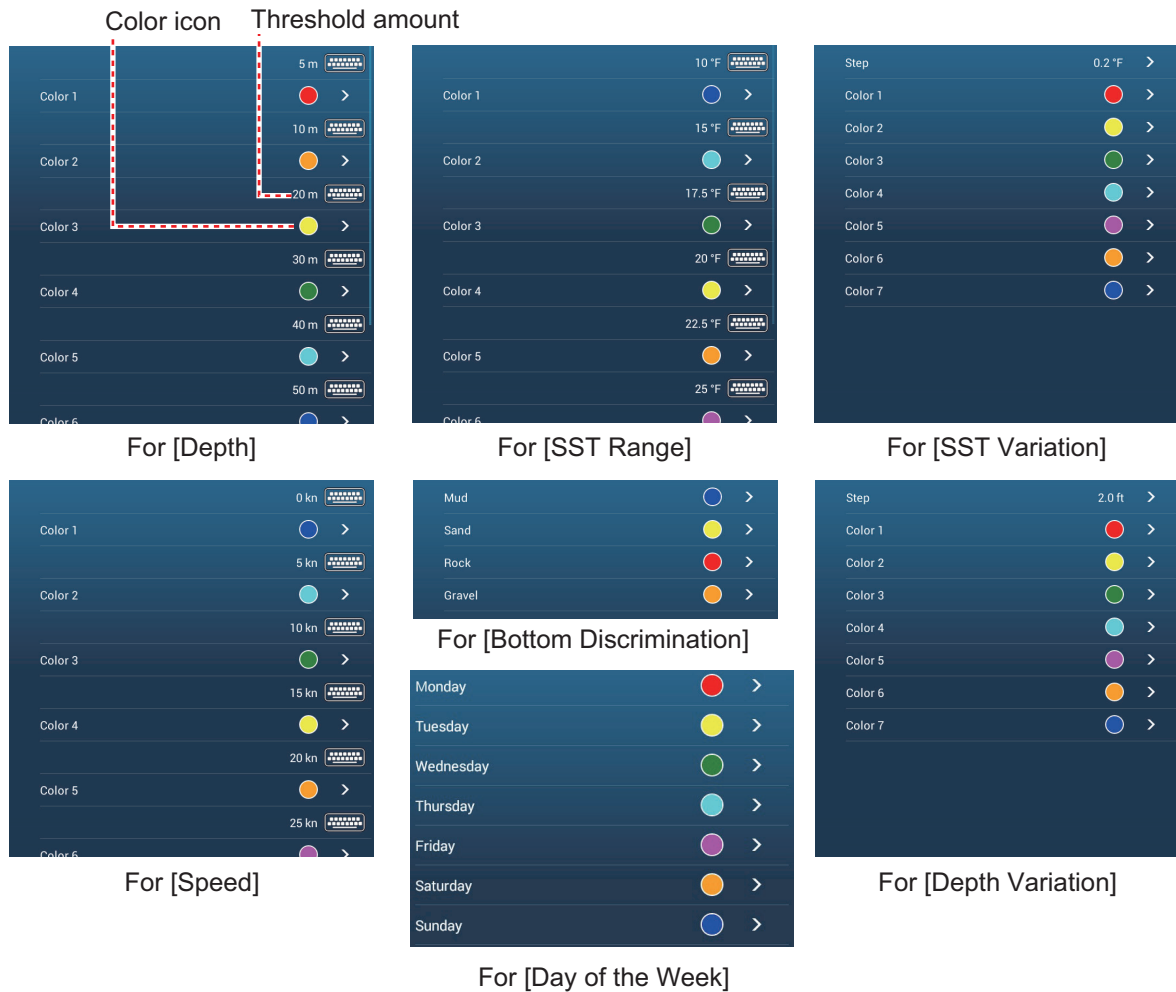 Color icon
Threshold amount
5 m
Color 1
10 m
Color 2
20 m
Color 3
30 m
Color 4
40 m
Color 5
50 m
Color 6
For [Depth]
10 °F
Color 1
15 °F
Color 2
17.5 °F
Color 3
20 °F
Color 4
22.5 °F
Color 5
25 °F
Color 6
For [SST Range]
Step 0.2 °F
Color 1
Color 2
Color 3
Color 4
Color 5
Color 6
Color 7
For [SST Variation]
0 kn
Color 1
5 kn
Color 2
10 kn
Color 3
15 kn
Color 4
20 kn
Color 5
25 kn
Color 6
For [Speed]
Mud
Sand
Rock
Gravel
For [Bottom Discrimination]
Monday
Tuesday
Wednesday
Thursday
Friday
Saturday
Sunday
For [Day of the Week]
Step 2.0 ft
Color 1
Color 2
Color 3
Color 4
Color 5
Color 6
Color 7
For [Depth Variation]